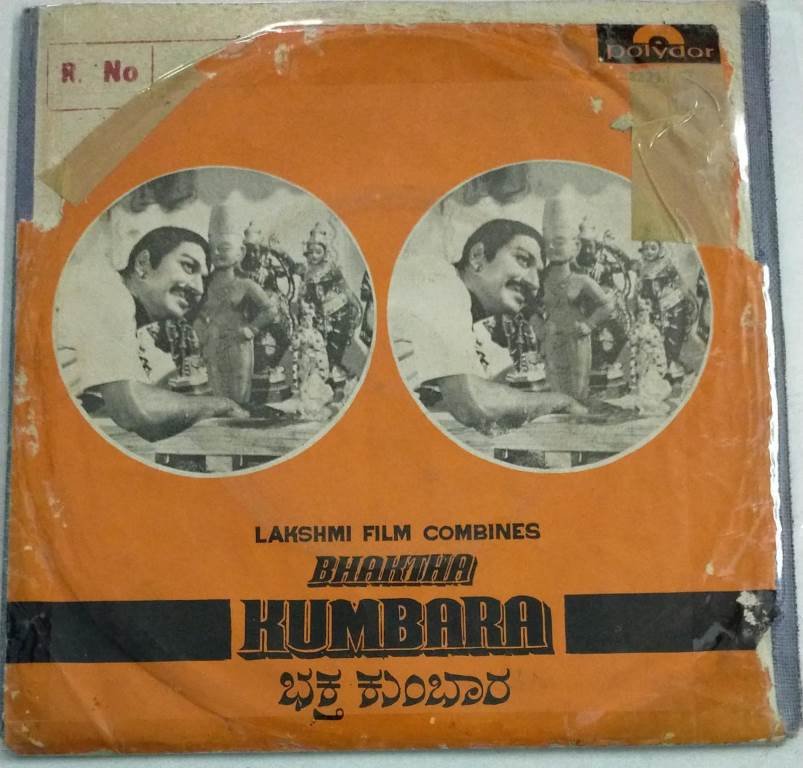 R. No
polydor
LAKSHMI FILM COMBINES
BHAKTHA
KUMBARA
ಭಕ್ತ ಕುಂಬಾರ